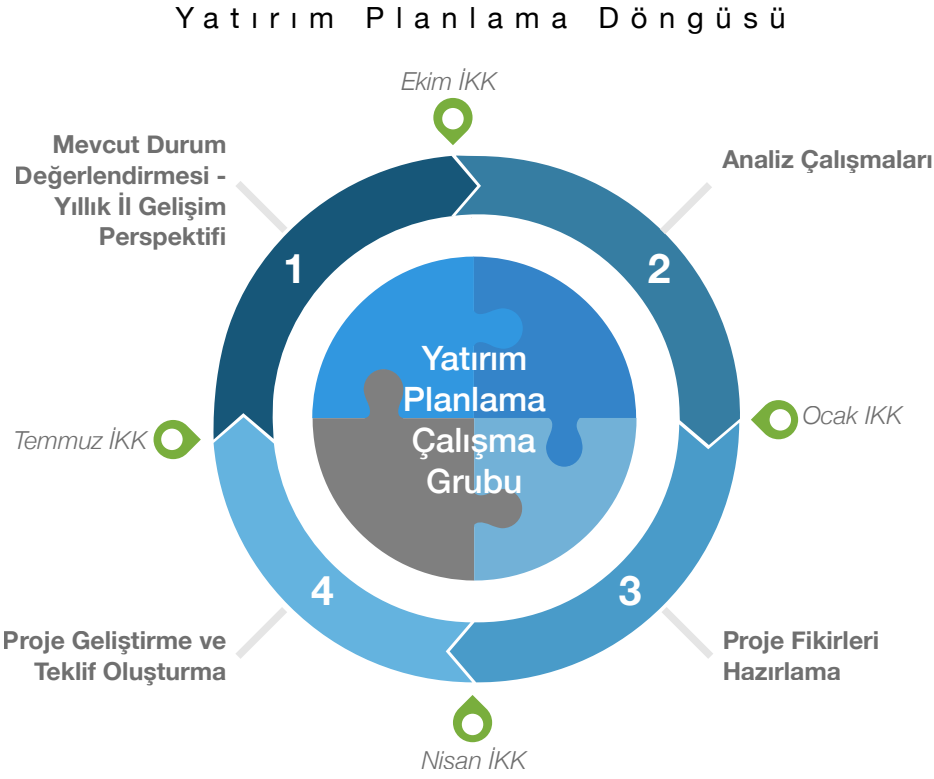 Yatırım Planlama Döngüsü
Ekim İKK
Mevcut Durum
Değerlendirmesi -
Yıllık İl Gelişim
Perspektifi
Analiz Çalışmaları
1
2
Yatırım
Planlama
Çalışma
Grubu
Temmuz İKK
Ocak IKK
4
3
Proje Geliştirme ve
Teklif Oluşturma
Proje Fikirleri
Hazırlama
Nisan İKK